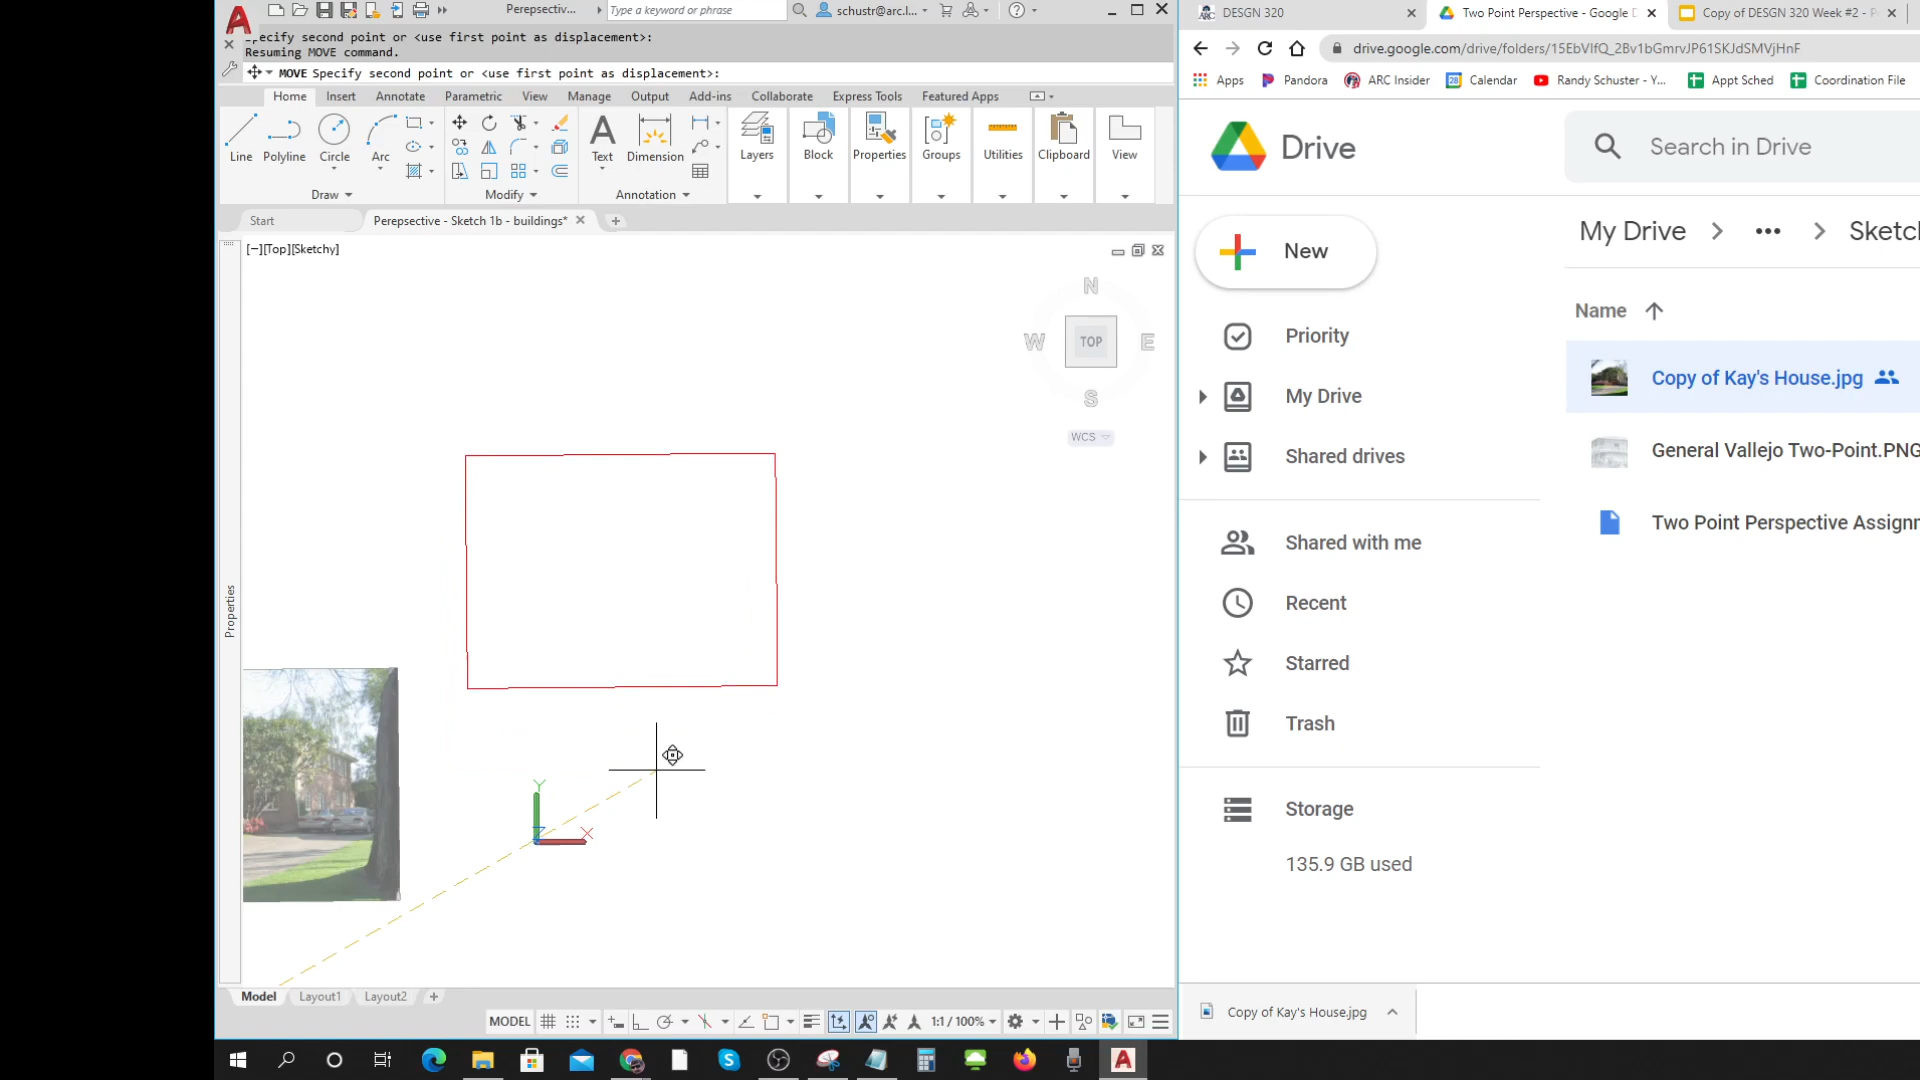 Perepsectiv...
Type a keyword or phrase
schustr@arc.l...
Specify second point or <use first point as displacement>:
Resuming MOVE command.
MOVE Specify second point or <use first point as displacement>:
Home Insert Annotate Parametric View Manage Output Add-ins Collaborate Express Tools Featured Apps
Line Polyline Circle Arc
Text Dimension
Layers Block Properties Groups Utilities Clipboard View
Draw Modify Annotation
Start Perepsective - Sketch 1b - buildings*
[−][Top][Sketchy]
N
W TOP E
S
WCS
Properties
Y
Z X
Model Layout1 Layout2
MODEL 1:1 / 100%
DESGN 320 Two Point Perspective - Google D Copy of DESGN 320 Week #2 - P
drive.google.com/drive/folders/15EbVIfQ_2Bv1bGmrvJP61SKJdSMVjHnF
Apps Pandora ARC Insider Calendar Randy Schuster - Y... Appt Sched Coordination File
Drive
Search in Drive
New
My Drive > ••• > Sketch
Name
Priority
My Drive
Shared drives
Shared with me
Recent
Starred
Trash
Storage
135.9 GB used
Copy of Kay's House.jpg
General Vallejo Two-Point.PNG
Two Point Perspective Assignm
Copy of Kay's House.jpg